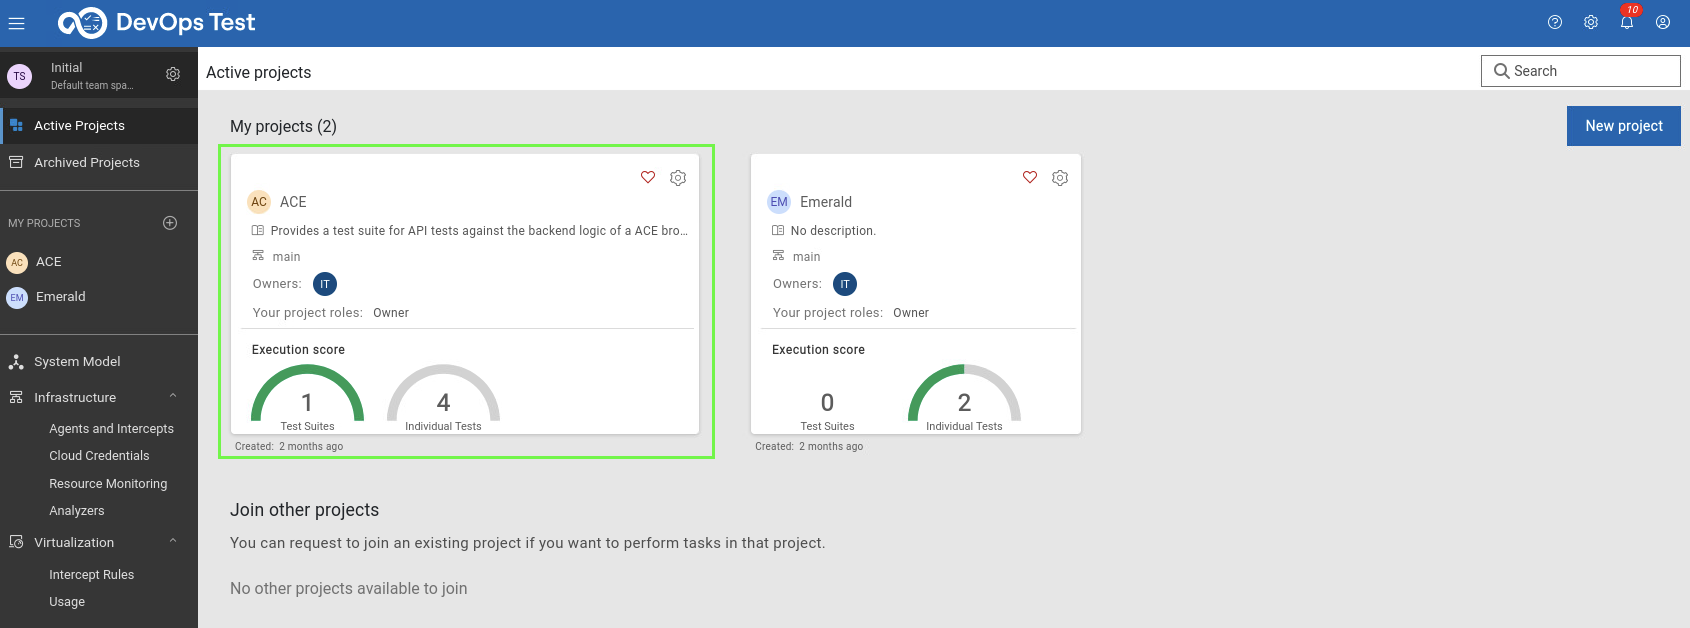 DevOps Test
10
TS
Initial
Default team spa...
Active Projects
Archived Projects
MY PROJECTS
AC
ACE
EM
Emerald
System Model
Infrastructure
Agents and Intercepts
Cloud Credentials
Resource Monitoring
Analyzers
Virtualization
Intercept Rules
Usage
Active projects
Search
My projects (2)
New project
AC
ACE
Provides a test suite for API tests against the backend logic of a ACE bro...
main
Owners: IT
Your project roles: Owner
Execution score
1
Test Suites
4
Individual Tests
Created: 2 months ago
EM
Emerald
No description.
main
Owners: IT
Your project roles: Owner
Execution score
0
Test Suites
2
Individual Tests
Created: 2 months ago
Join other projects
You can request to join an existing project if you want to perform tasks in that project.
No other projects available to join